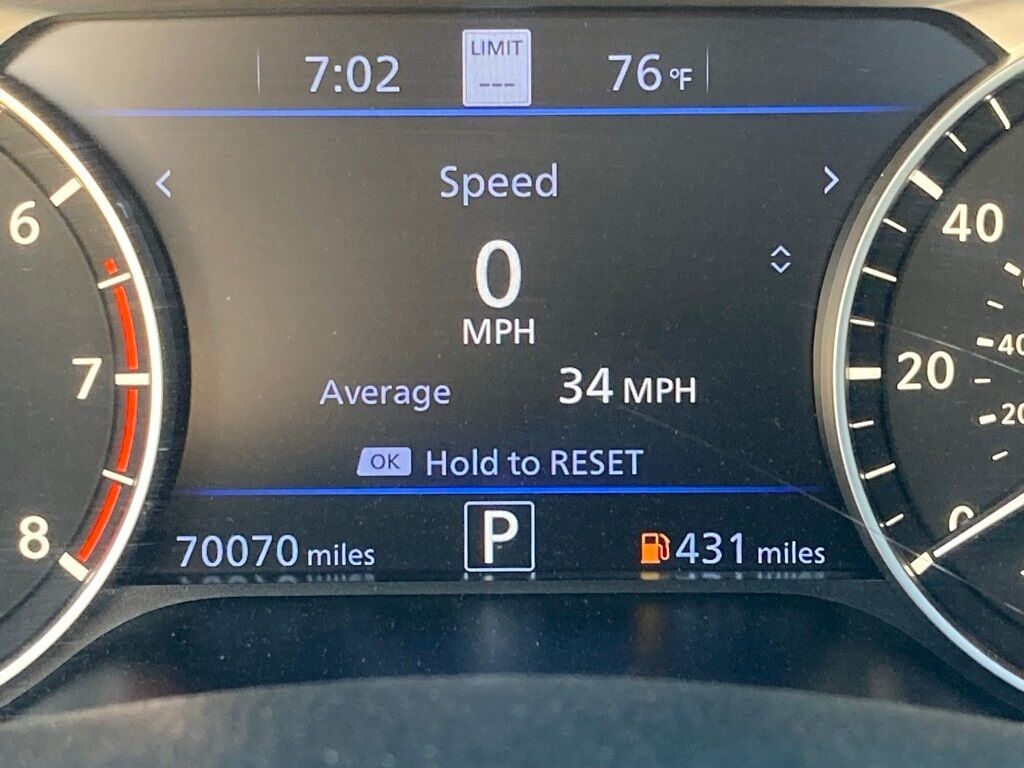 7:02
LIMIT
---
76 °F
Speed
0
MPH
Average 34 MPH
OK Hold to RESET
70070 miles
P
431 miles
6
7
8
40
20
0
40